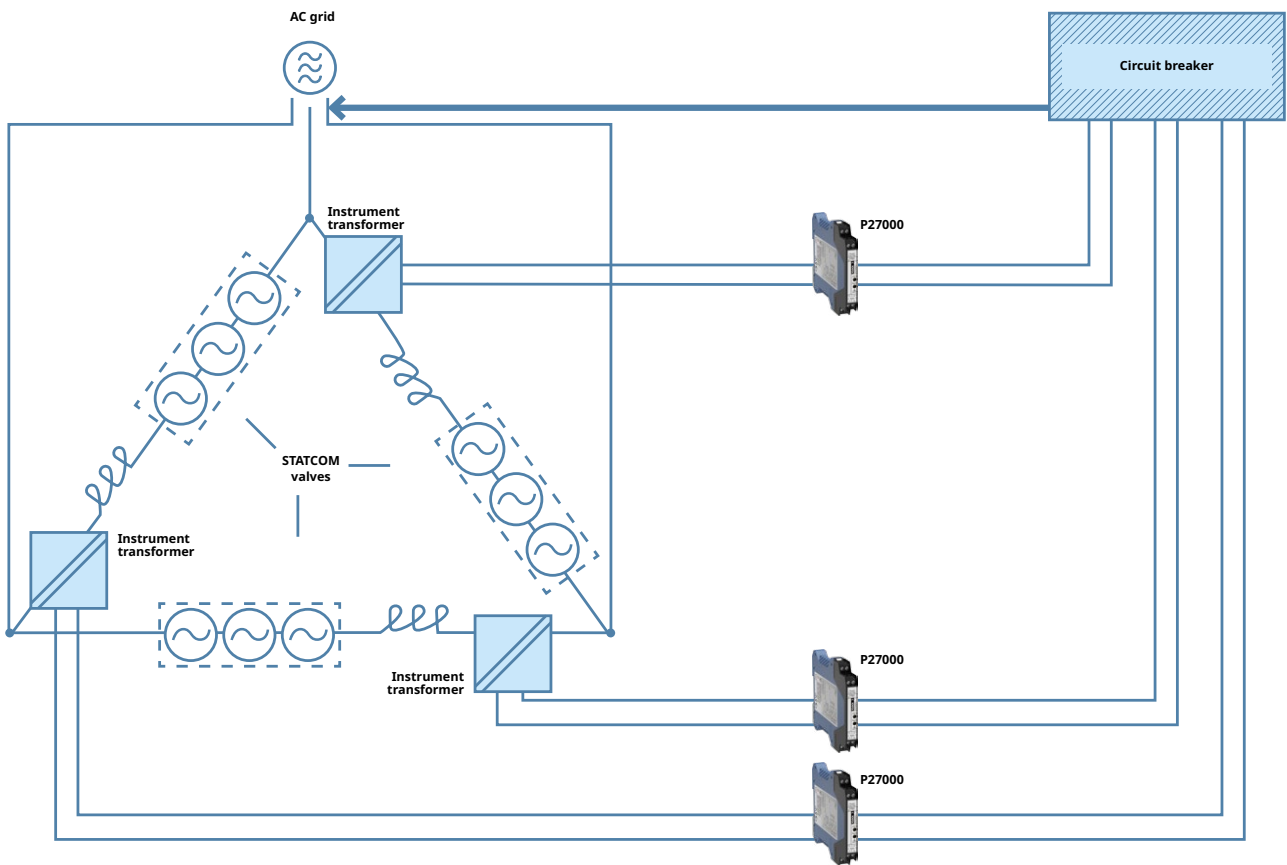 AC grid
Circuit breaker
Instrument
transformer
P27000
STATCOM
valves
Instrument
transformer
P27000
Instrument
transformer
P27000